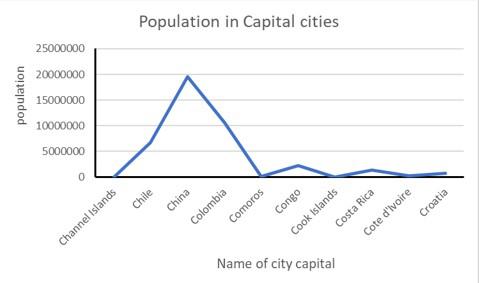 Population in Capital cities
population
25000000
20000000
15000000
10000000
5000000
0
Channel Islands
Chile
China
Colombia
Comoros
Congo
Cook Islands
Costa Rica
Cote d'Ivoire
Croatia
Name of city capital